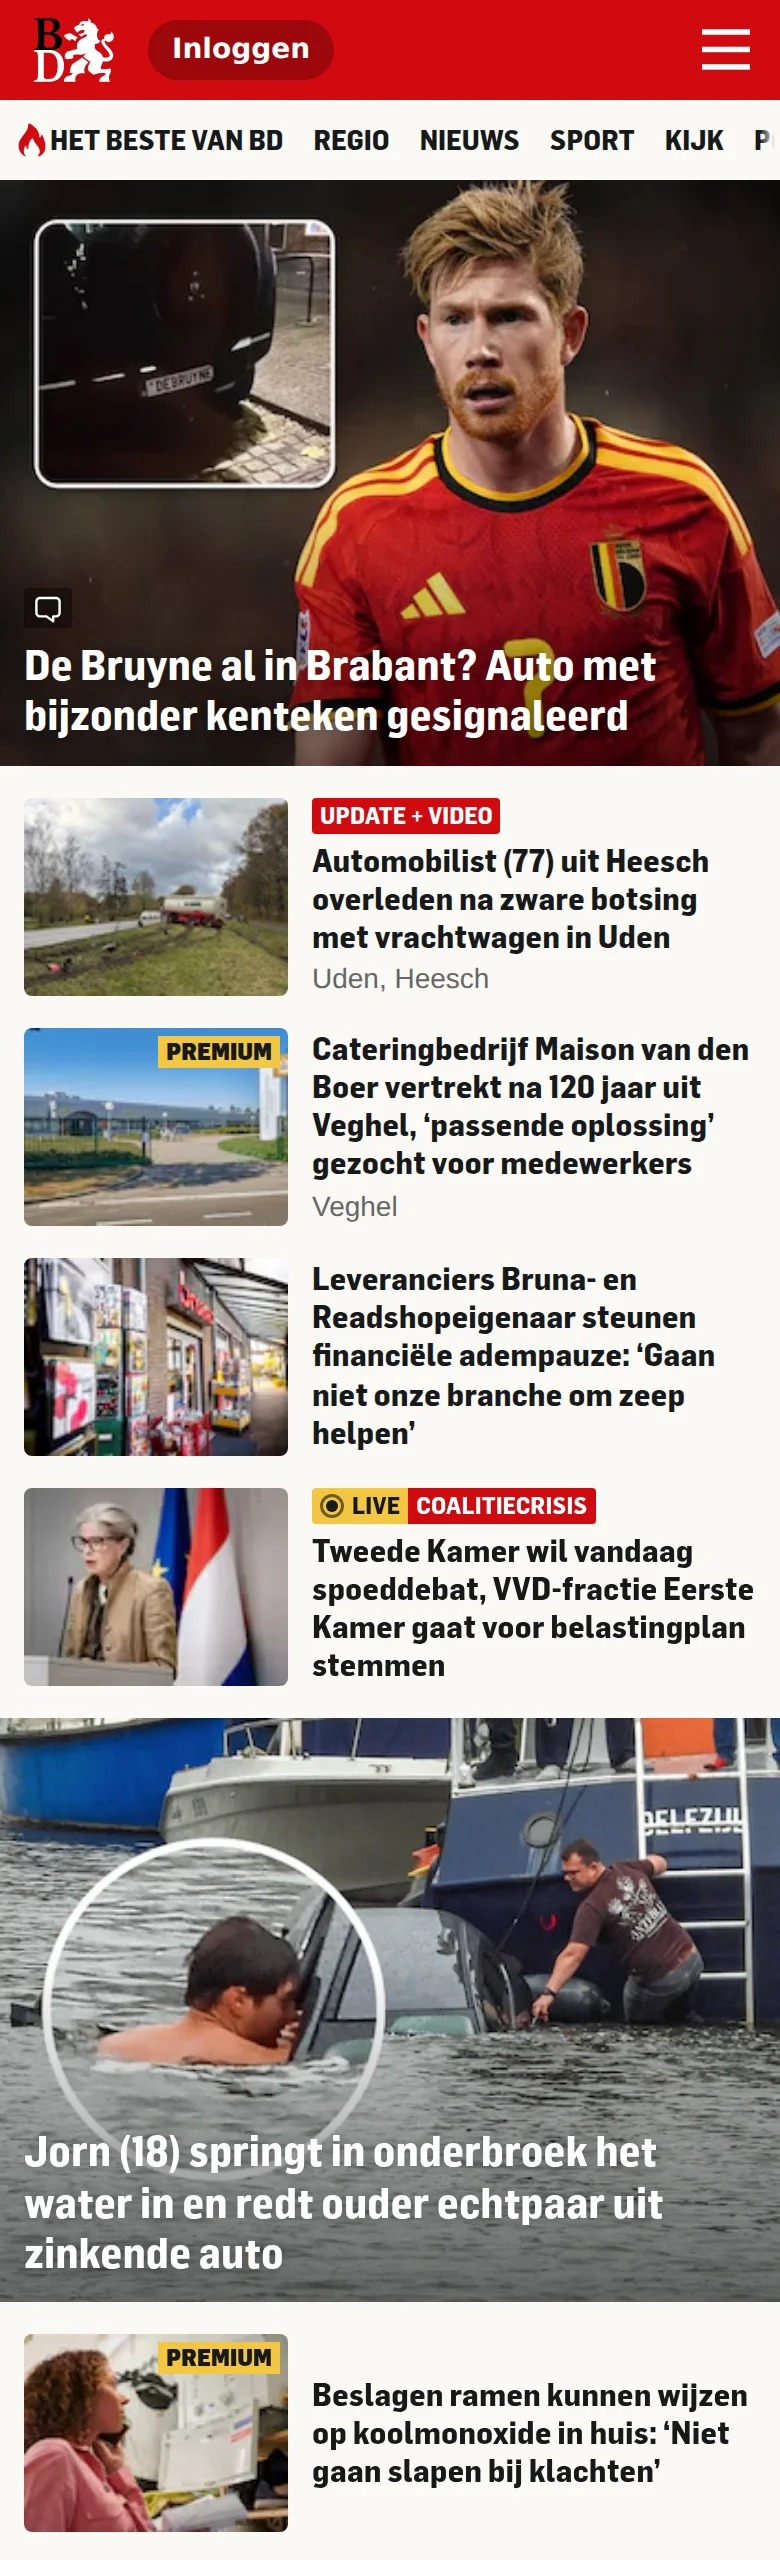 BD
Inloggen
HET BESTE VAN BD REGIO NIEUWS SPORT KIJK
DEBRUYNE
De Bruyne al in Brabant? Auto met
bijzonder kenteken gesignaleerd
UPDATE + VIDEO
Automobilist (77) uit Heesch
overleden na zware botsing
met vrachtwagen in Uden
Uden, Heesch
PREMIUM
Cateringbedrijf Maison van den
Boer vertrekt na 120 jaar uit
Veghel, ‘passende oplossing’
gezocht voor medewerkers
Veghel
Leveranciers Bruna- en
Readshopeigenaar steunen
financiële adempauze: ‘Gaan
niet onze branche om zeep
helpen’
LIVE COALITIECRISIS
Tweede Kamer wil vandaag
spoeddebat, VVD-fractie Eerste
Kamer gaat voor belastingplan
stemmen
DELFZIJL
Jorn (18) springt in onderbroek het
water in en redt ouder echtpaar uit
zinkende auto
PREMIUM
Beslagen ramen kunnen wijzen
op koolmonoxide in huis: ‘Niet
gaan slapen bij klachten’